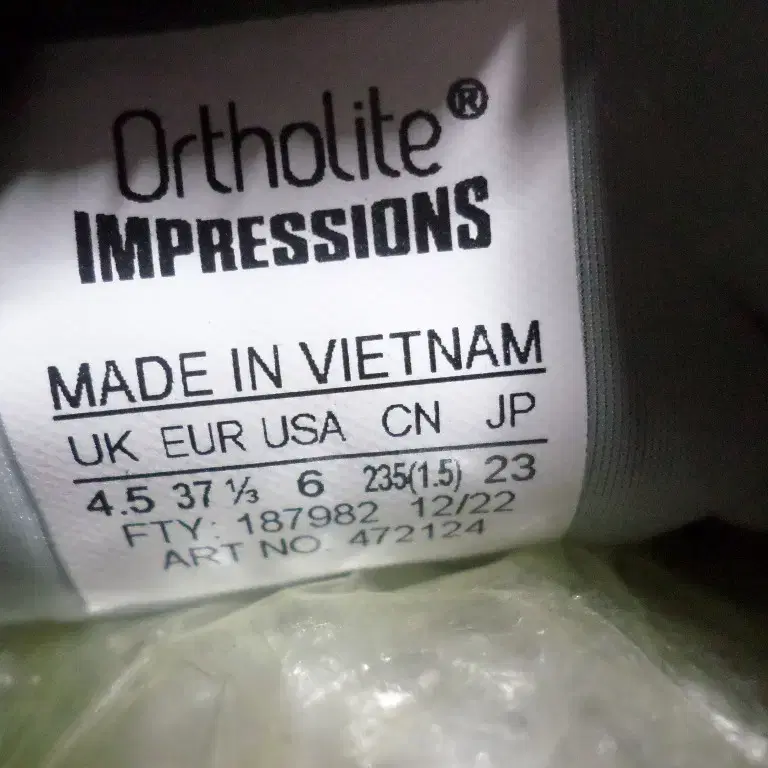 Ortholite®
IMPRESSIONS
MADE IN VIETNAM
UK EUR USA CN JP
4.5 37 ⅓ 6 235(1.5) 23
FTY: 187982 12/22
ART NO. 472124